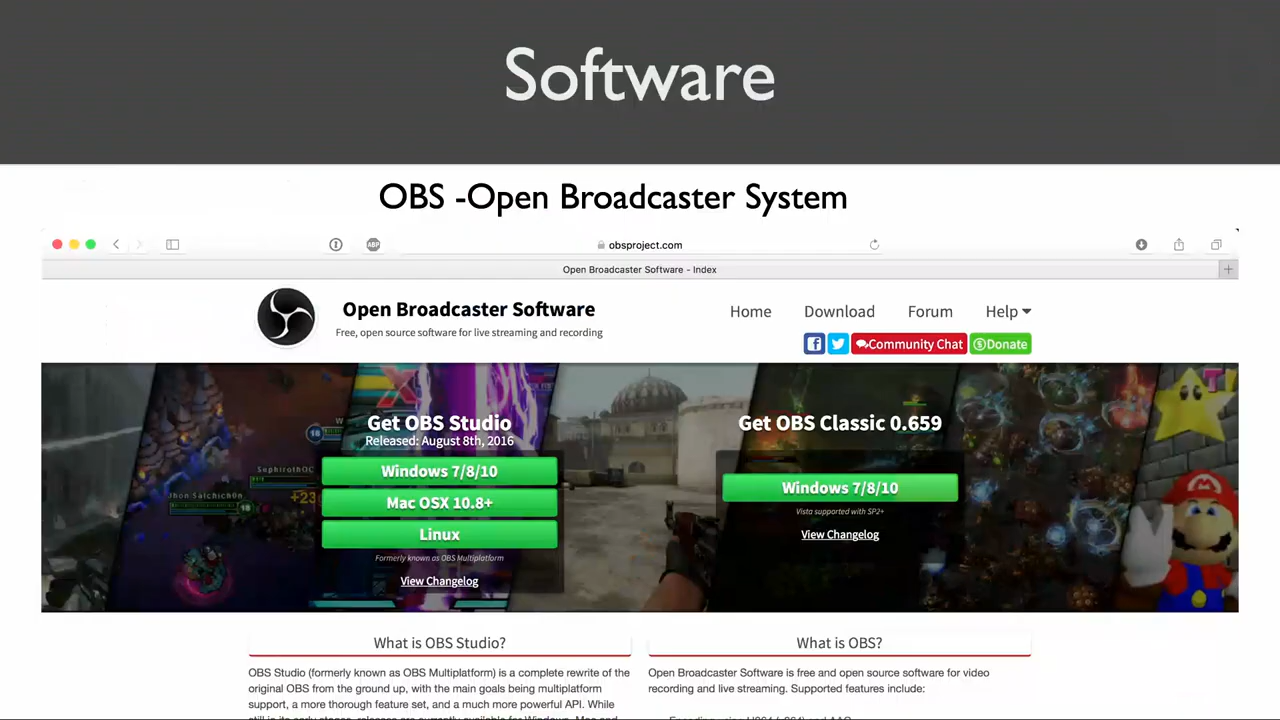 Software
OBS -Open Broadcaster System
ABP
obsproject.com
Open Broadcaster Software - Index
Open Broadcaster Software
Free, open source software for live streaming and recording
Home Download Forum Help
Community Chat Donate
Get OBS Studio
Released: August 8th, 2016
Windows 7/8/10
Mac OSX 10.8+
Linux
Formerly known as OBS Multiplatform
View Changelog
Get OBS Classic 0.659
Windows 7/8/10
Vista supported with SP2+
View Changelog
SephirothOC
Jhon Salchich0n
+23
18
What is OBS Studio?
OBS Studio (formerly known as OBS Multiplatform) is a complete rewrite of the
original OBS from the ground up, with the main goals being multiplatform
support, a more thorough feature set, and a much more powerful API. While
What is OBS?
Open Broadcaster Software is free and open source software for video
recording and live streaming. Supported features include: